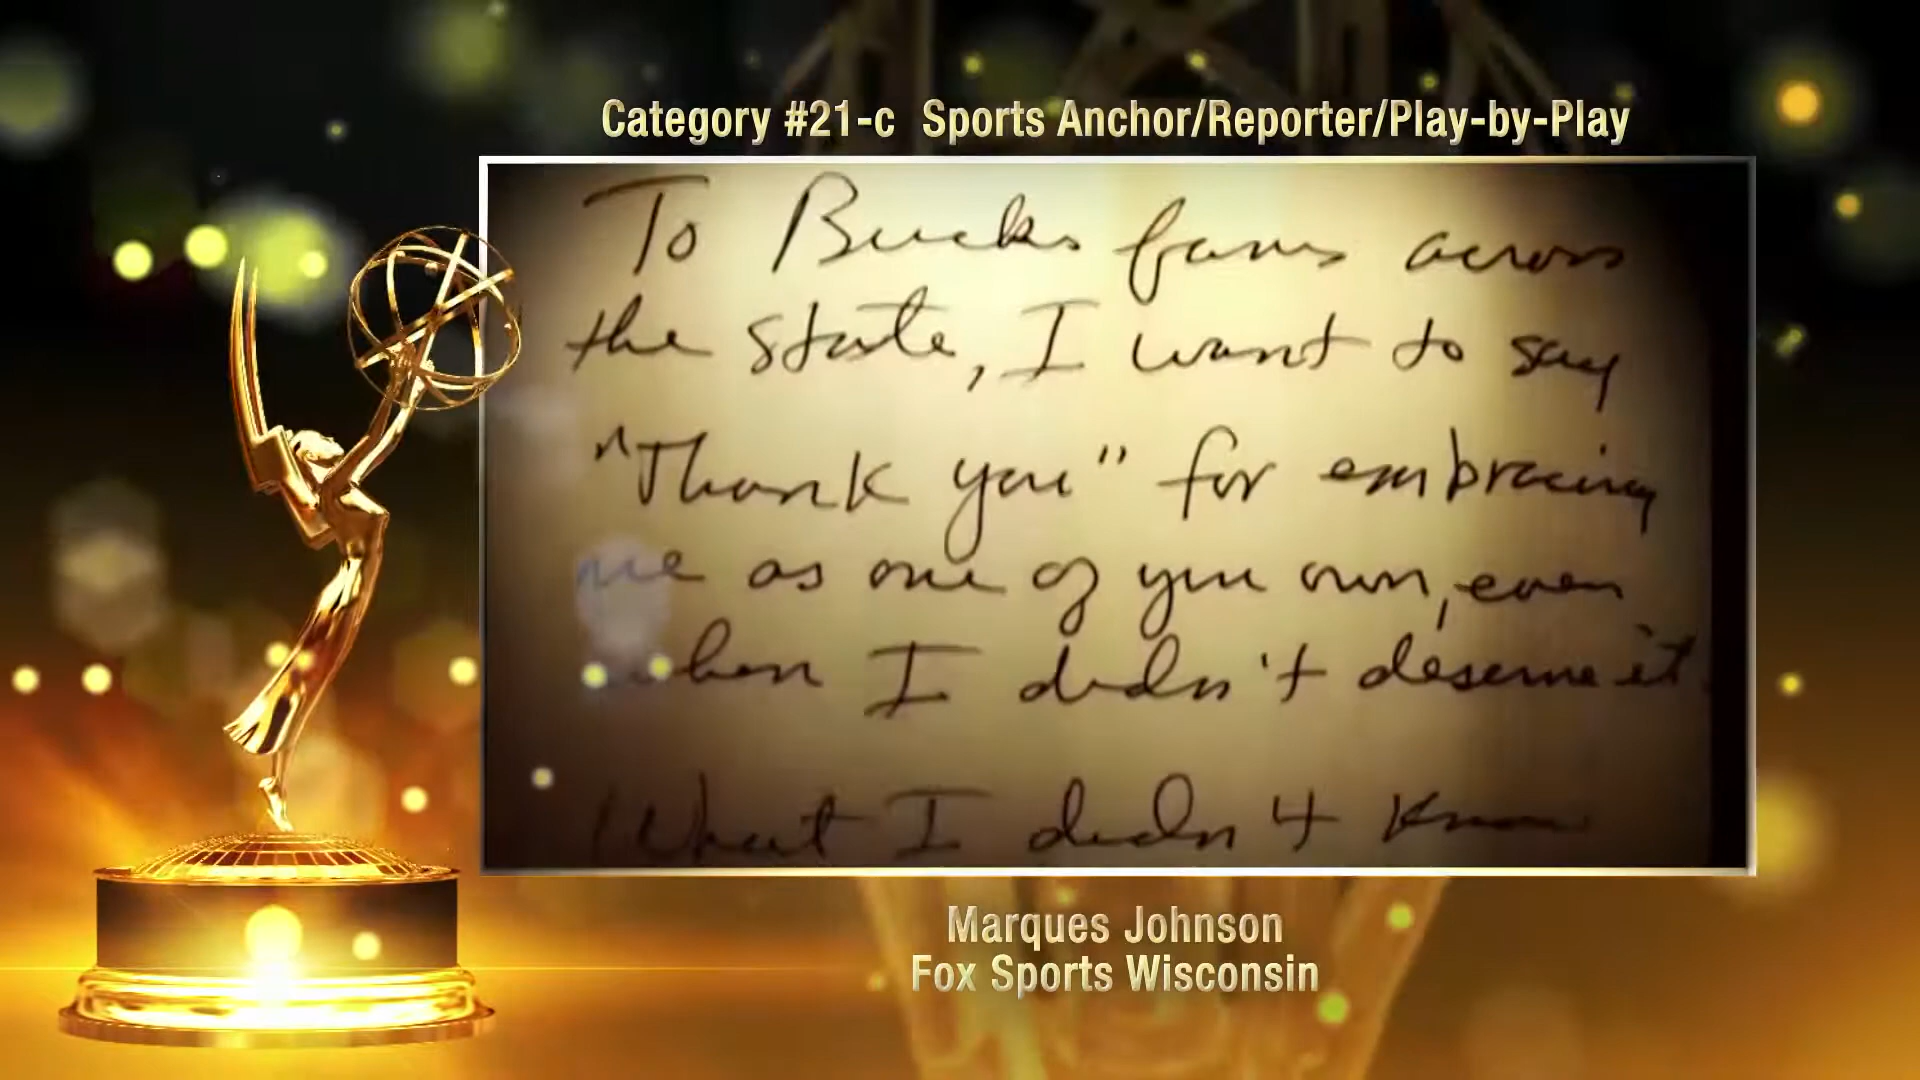 Category #21-c Sports Anchor/Reporter/Play-by-Play
To Bucks fans across
the state, I want to say
"Thank you" for embracing
me as one of your own, even
when I didn't deserve it
What I didn't know
Marques Johnson
Fox Sports Wisconsin